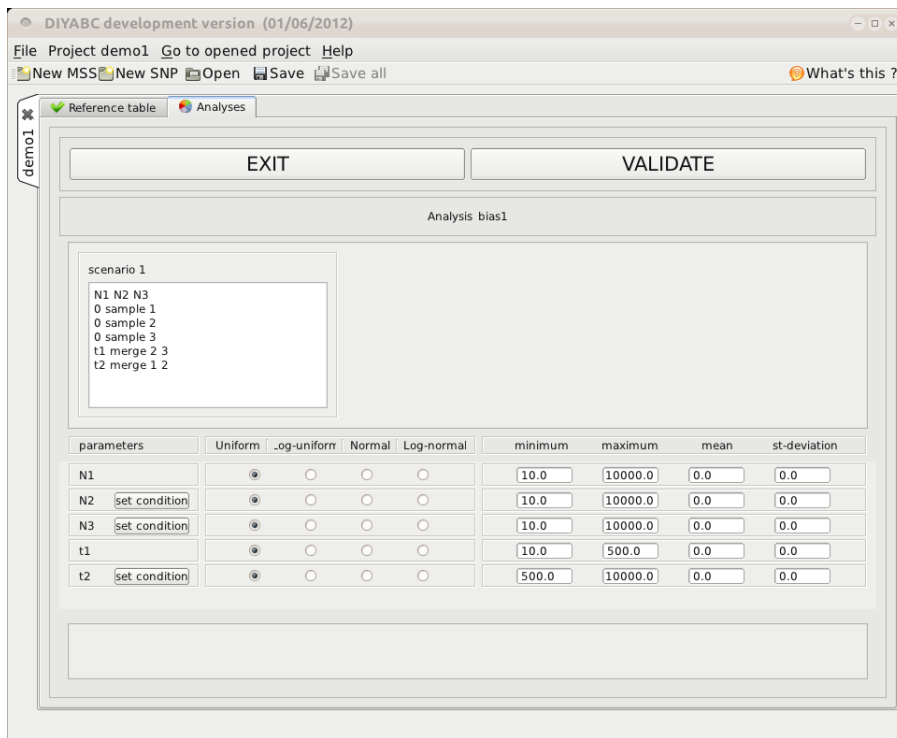 DIYABC development version (01/06/2012)
File Project demo1 Go to opened project Help
New MSS New SNP Open Save Save all What's this ?
demo1
Reference table Analyses
EXIT VALIDATE
Analysis bias1
scenario 1
N1 N2 N3
0 sample 1
0 sample 2
0 sample 3
t1 merge 2 3
t2 merge 1 2
parameters Uniform Log-uniform Normal Log-normal minimum maximum mean st-deviation
N1 10.0 10000.0 0.0 0.0
N2 set condition 10.0 10000.0 0.0 0.0
N3 set condition 10.0 10000.0 0.0 0.0
t1 10.0 500.0 0.0 0.0
t2 set condition 500.0 10000.0 0.0 0.0